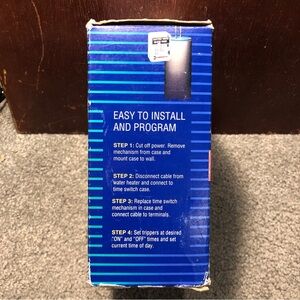 EASY TO INSTALL
AND PROGRAM
STEP 1: Cut off power. Remove
mechanism from case and
mount case to wall.
STEP 2: Disconnect cable from
water heater and connect to
time switch case.
STEP 3: Replace time switch
mechanism in case and
connect cable to terminals.
STEP 4: Set trippers at desired
"ON" and "OFF" times and set
current time of day.